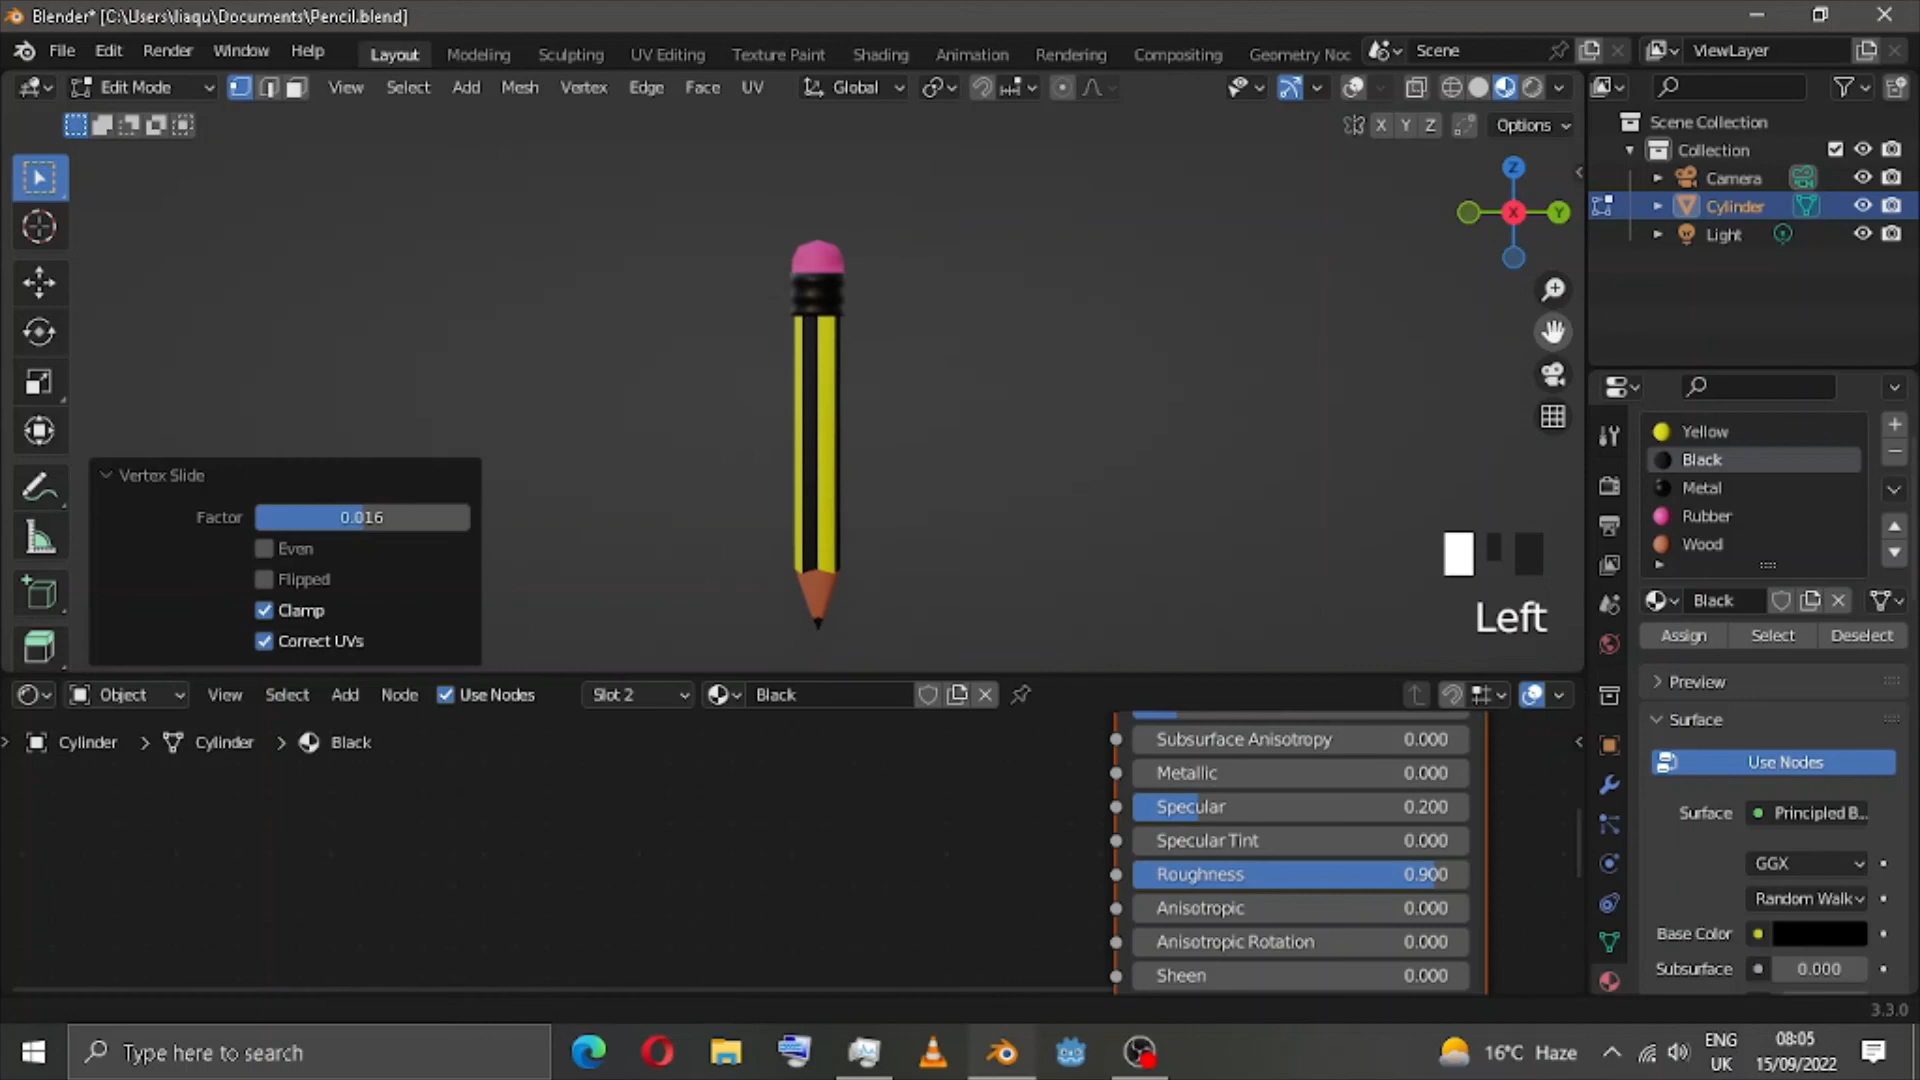 Blender* [C:\Users\liaqu\Documents\Pencil.blend]
File Edit Render Window Help Layout Modeling Sculpting UV Editing Texture Paint Shading Animation Rendering Compositing Geometry Noc Scene ViewLayer
Edit Mode View Select Add Mesh Vertex Edge Face UV Global
X Y Z Options
Scene Collection
Collection
Camera
Cylinder
Light
Z
X Y
Yellow
Black
Metal
Rubber
Wood
Vertex Slide
Factor 0.016
Even
Flipped
Clamp
Correct UVs
Left
Black
Assign Select Deselect
Preview
Surface
Use Nodes
Surface Principled B...
GGX
Random Walk
Base Color
Subsurface 0.000
Object View Select Add Node Use Nodes Slot 2 Black
Cylinder > Cylinder > Black
Subsurface Anisotropy 0.000
Metallic 0.000
Specular 0.200
Specular Tint 0.000
Roughness 0.900
Anisotropic 0.000
Anisotropic Rotation 0.000
Sheen 0.000
3.3.0
Type here to search
16°C Haze
ENG
UK
08:05
15/09/2022